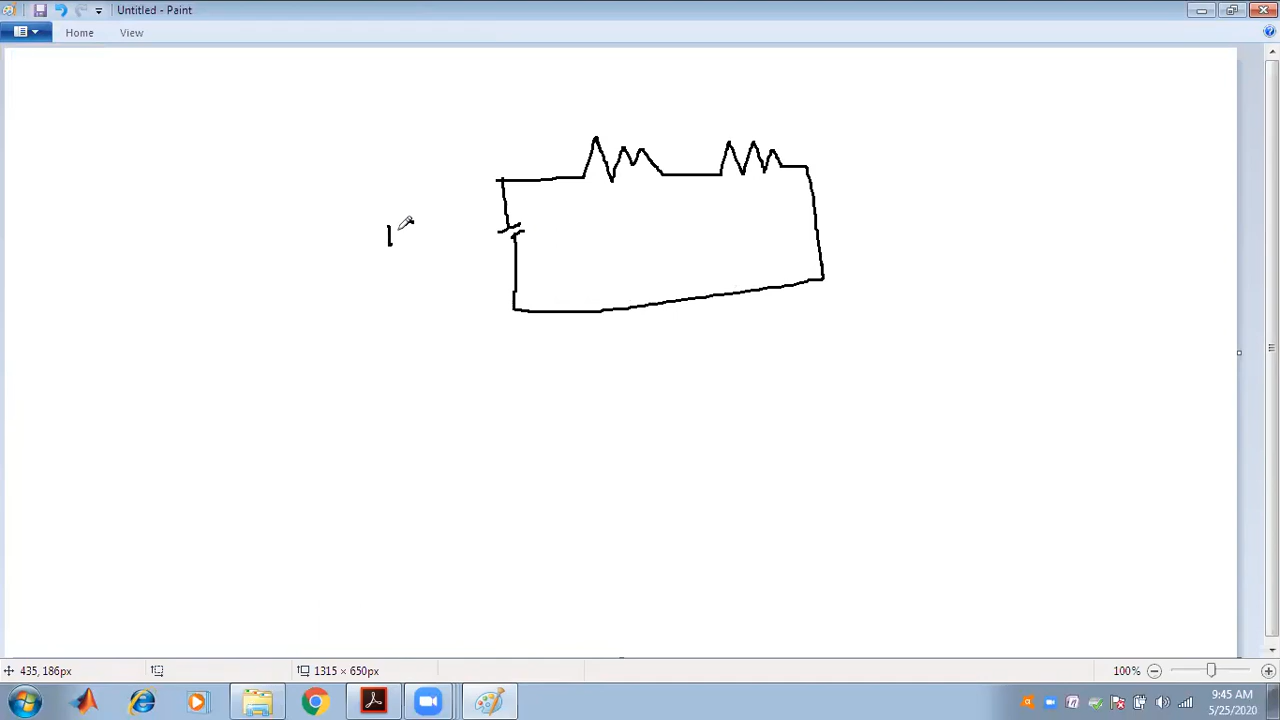 Untitled - Paint
Home View
435, 186px 1315 × 650px 100%
9:45 AM
5/25/2020